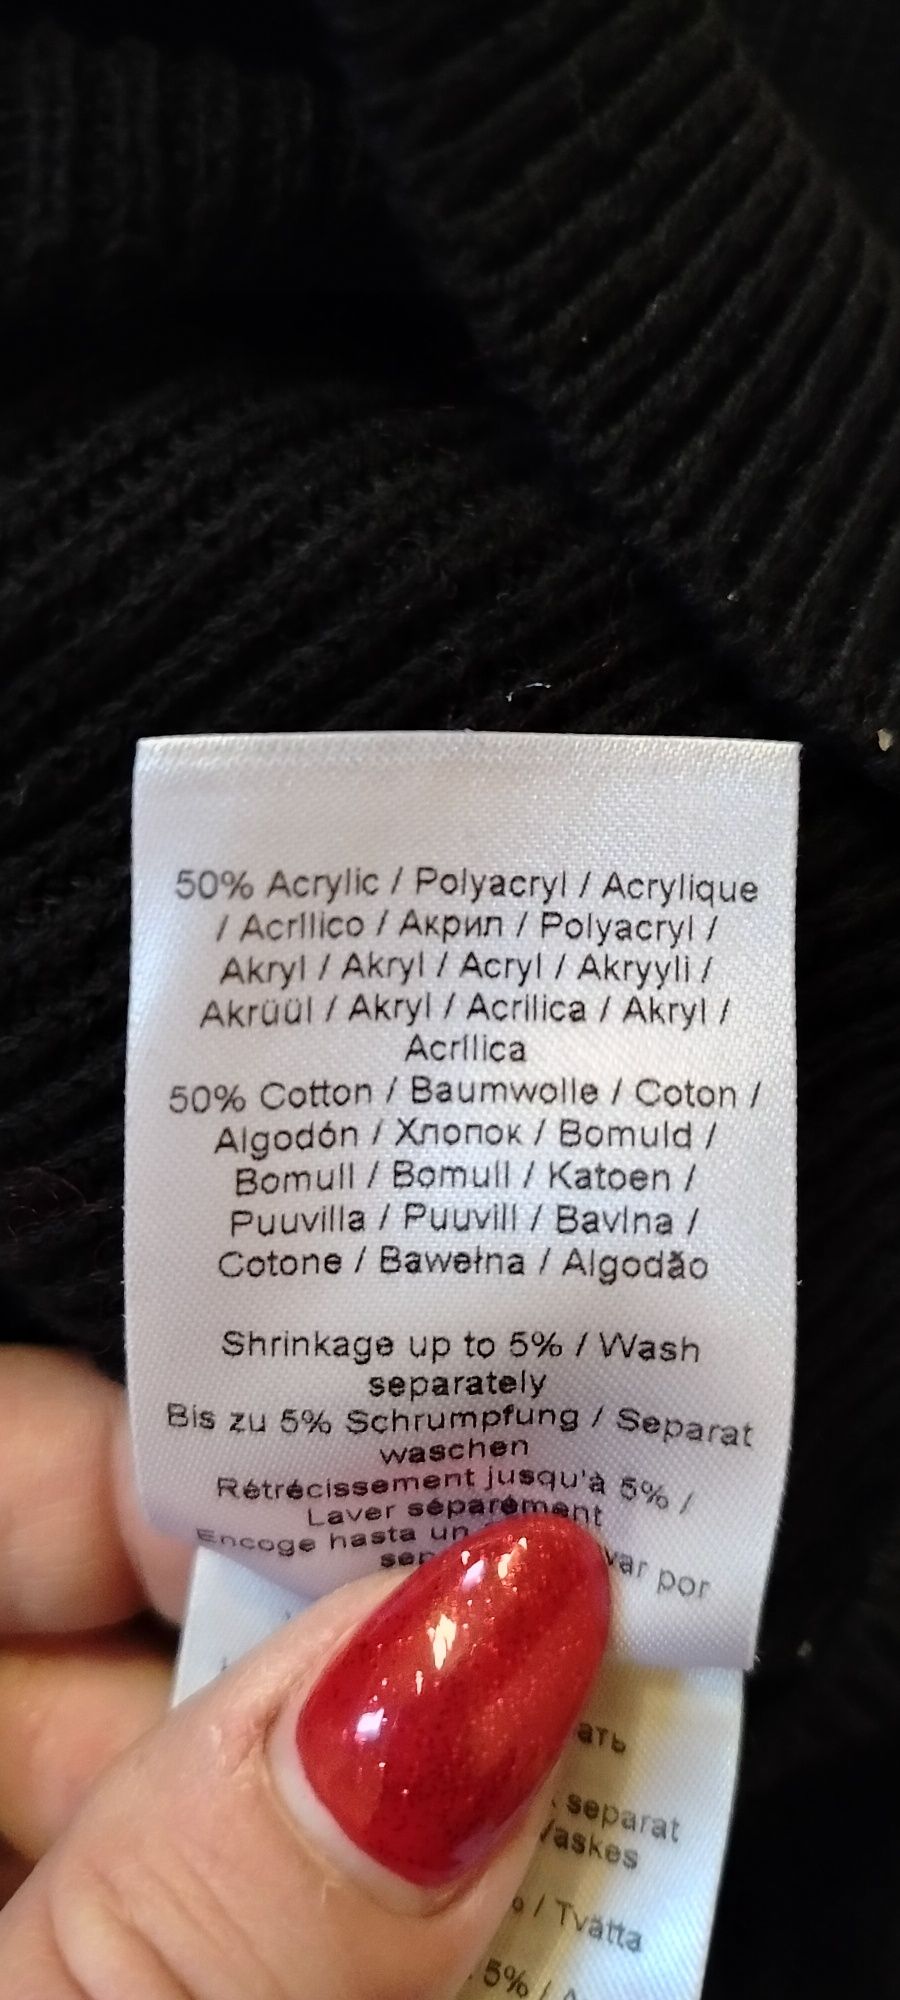 50% Acrylic / Polyacryl / Acrylique
/ Acrílico / Акрил / Polyacryl /
Akryl / Akryl / Acryl / Akryyli /
Akrüül / Akryl / Acrilica / Akryl /
Acrílica
50% Cotton / Baumwolle / Coton /
Algodón / Хлопок / Bomuld /
Bomull / Bomull / Katoen /
Puuvilla / Puuvill / Bavlna /
Cotone / Bawełna / Algodão
Shrinkage up to 5% / Wash
separately
Bis zu 5% Schrumpfung / Separat
waschen
Rétrécissement jusqu'à 5% /
Laver séparément
Encoge hasta un
por
separat
/ Tvätta
5% /